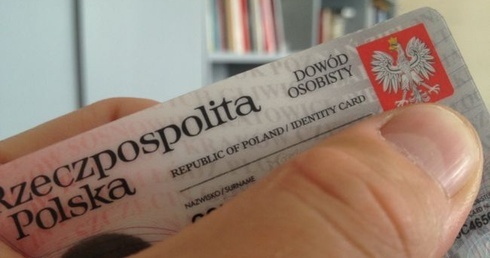 Rzeczpospolita
Polska
DOWÓD
OSOBISTY
REPUBLIC OF POLAND / IDENTITY CARD
NAZWISKO / SURNAME